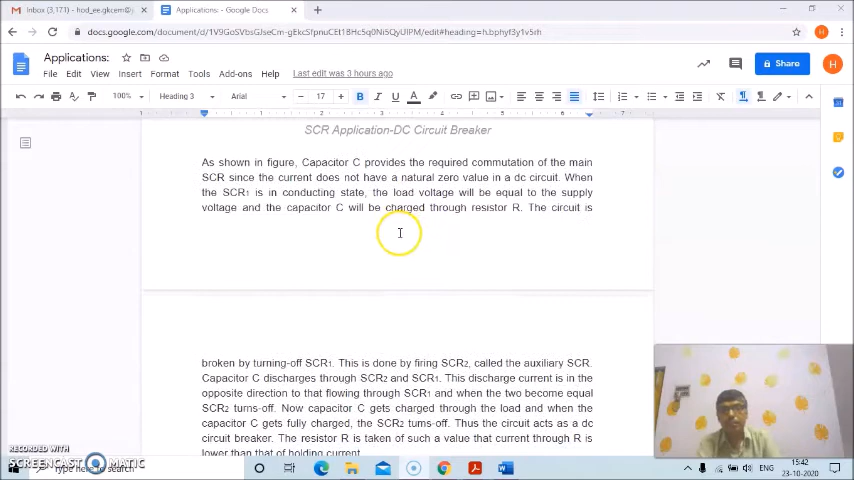 Inbox (3,171) - hod_ee.gkcem@
Applications: - Google Docs
docs.google.com/document/d/
edit#heading=h.bphyf3y1v5rh
Applications:
File Edit View Insert Format Tools Add-ons Help Last edit was 3 hours ago
Share
H
100% Heading 3 Arial 17 B I U A
SCR Application-DC Circuit Breaker
As shown in figure, Capacitor C provides the required commutation of the main
SCR since the current does not have a natural zero value in a dc circuit. When
the SCR1 is in conducting state, the load voltage will be equal to the supply
voltage and the capacitor C will be charged through resistor R. The circuit is
broken by turning-off SCR1. This is done by firing SCR2, called the auxiliary SCR.
Capacitor C discharges through SCR2 and SCR1. This discharge current is in the
opposite direction to that flowing through SCR1 and when the two become equal
SCR2 turns-off. Now capacitor C gets charged through the load and when the
capacitor C gets fully charged, the SCR2 turns-off. Thus the circuit acts as a dc
circuit breaker. The resistor R is taken of such a value that current through R is
lower than that of holding current.
RECORDED WITH
SCREENCAST MATIC
Type here to search
ENG
15:42
23-10-2020